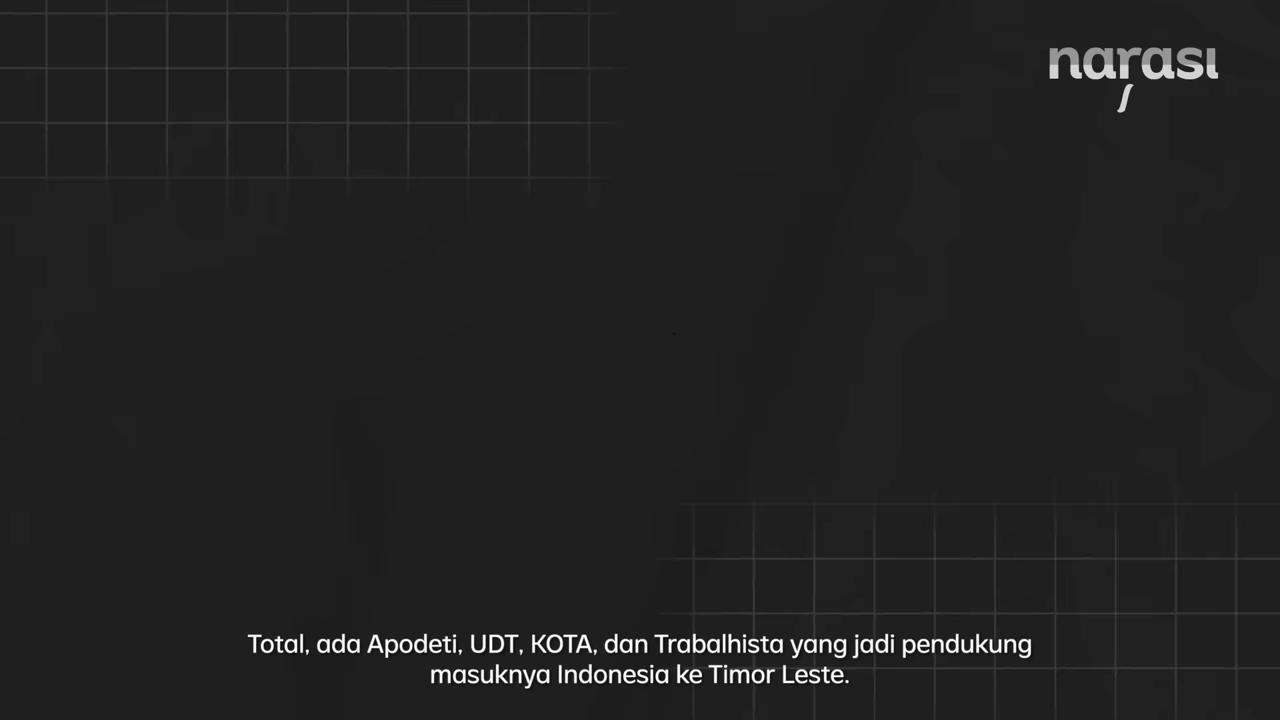 narasi
Total, ada Apodeti, UDT, KOTA, dan Trabalhista yang jadi pendukung
masuknya Indonesia ke Timor Leste.